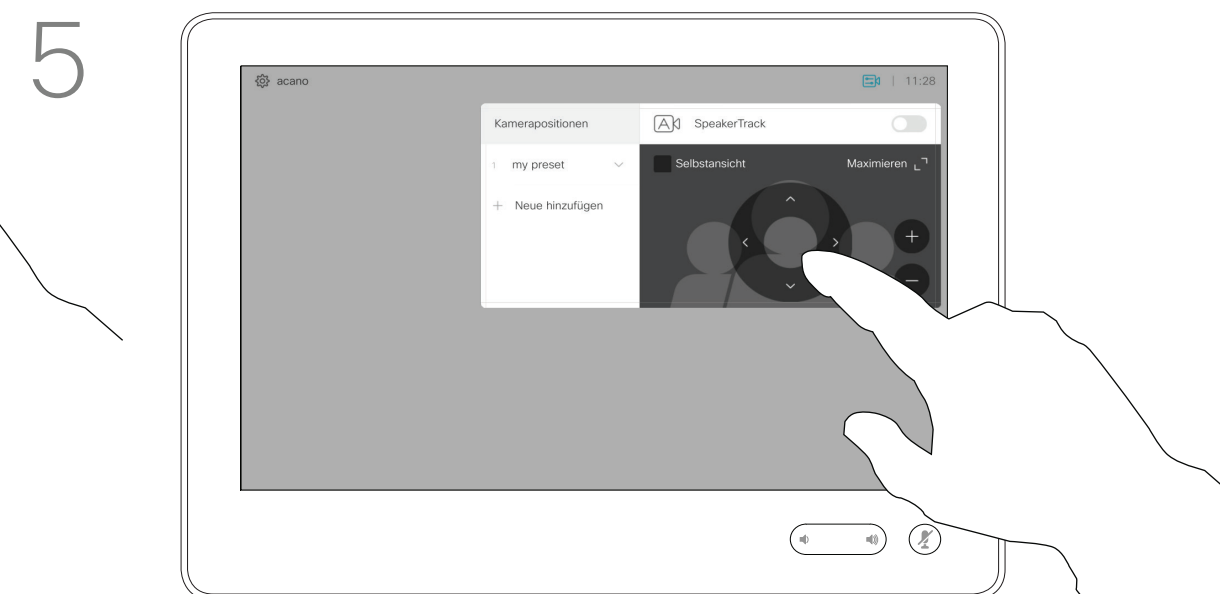 5
acano
11:28
Kamerapositionen
SpeakerTrack
1 my preset
Selbstansicht
Maximieren
+ Neue hinzufügen